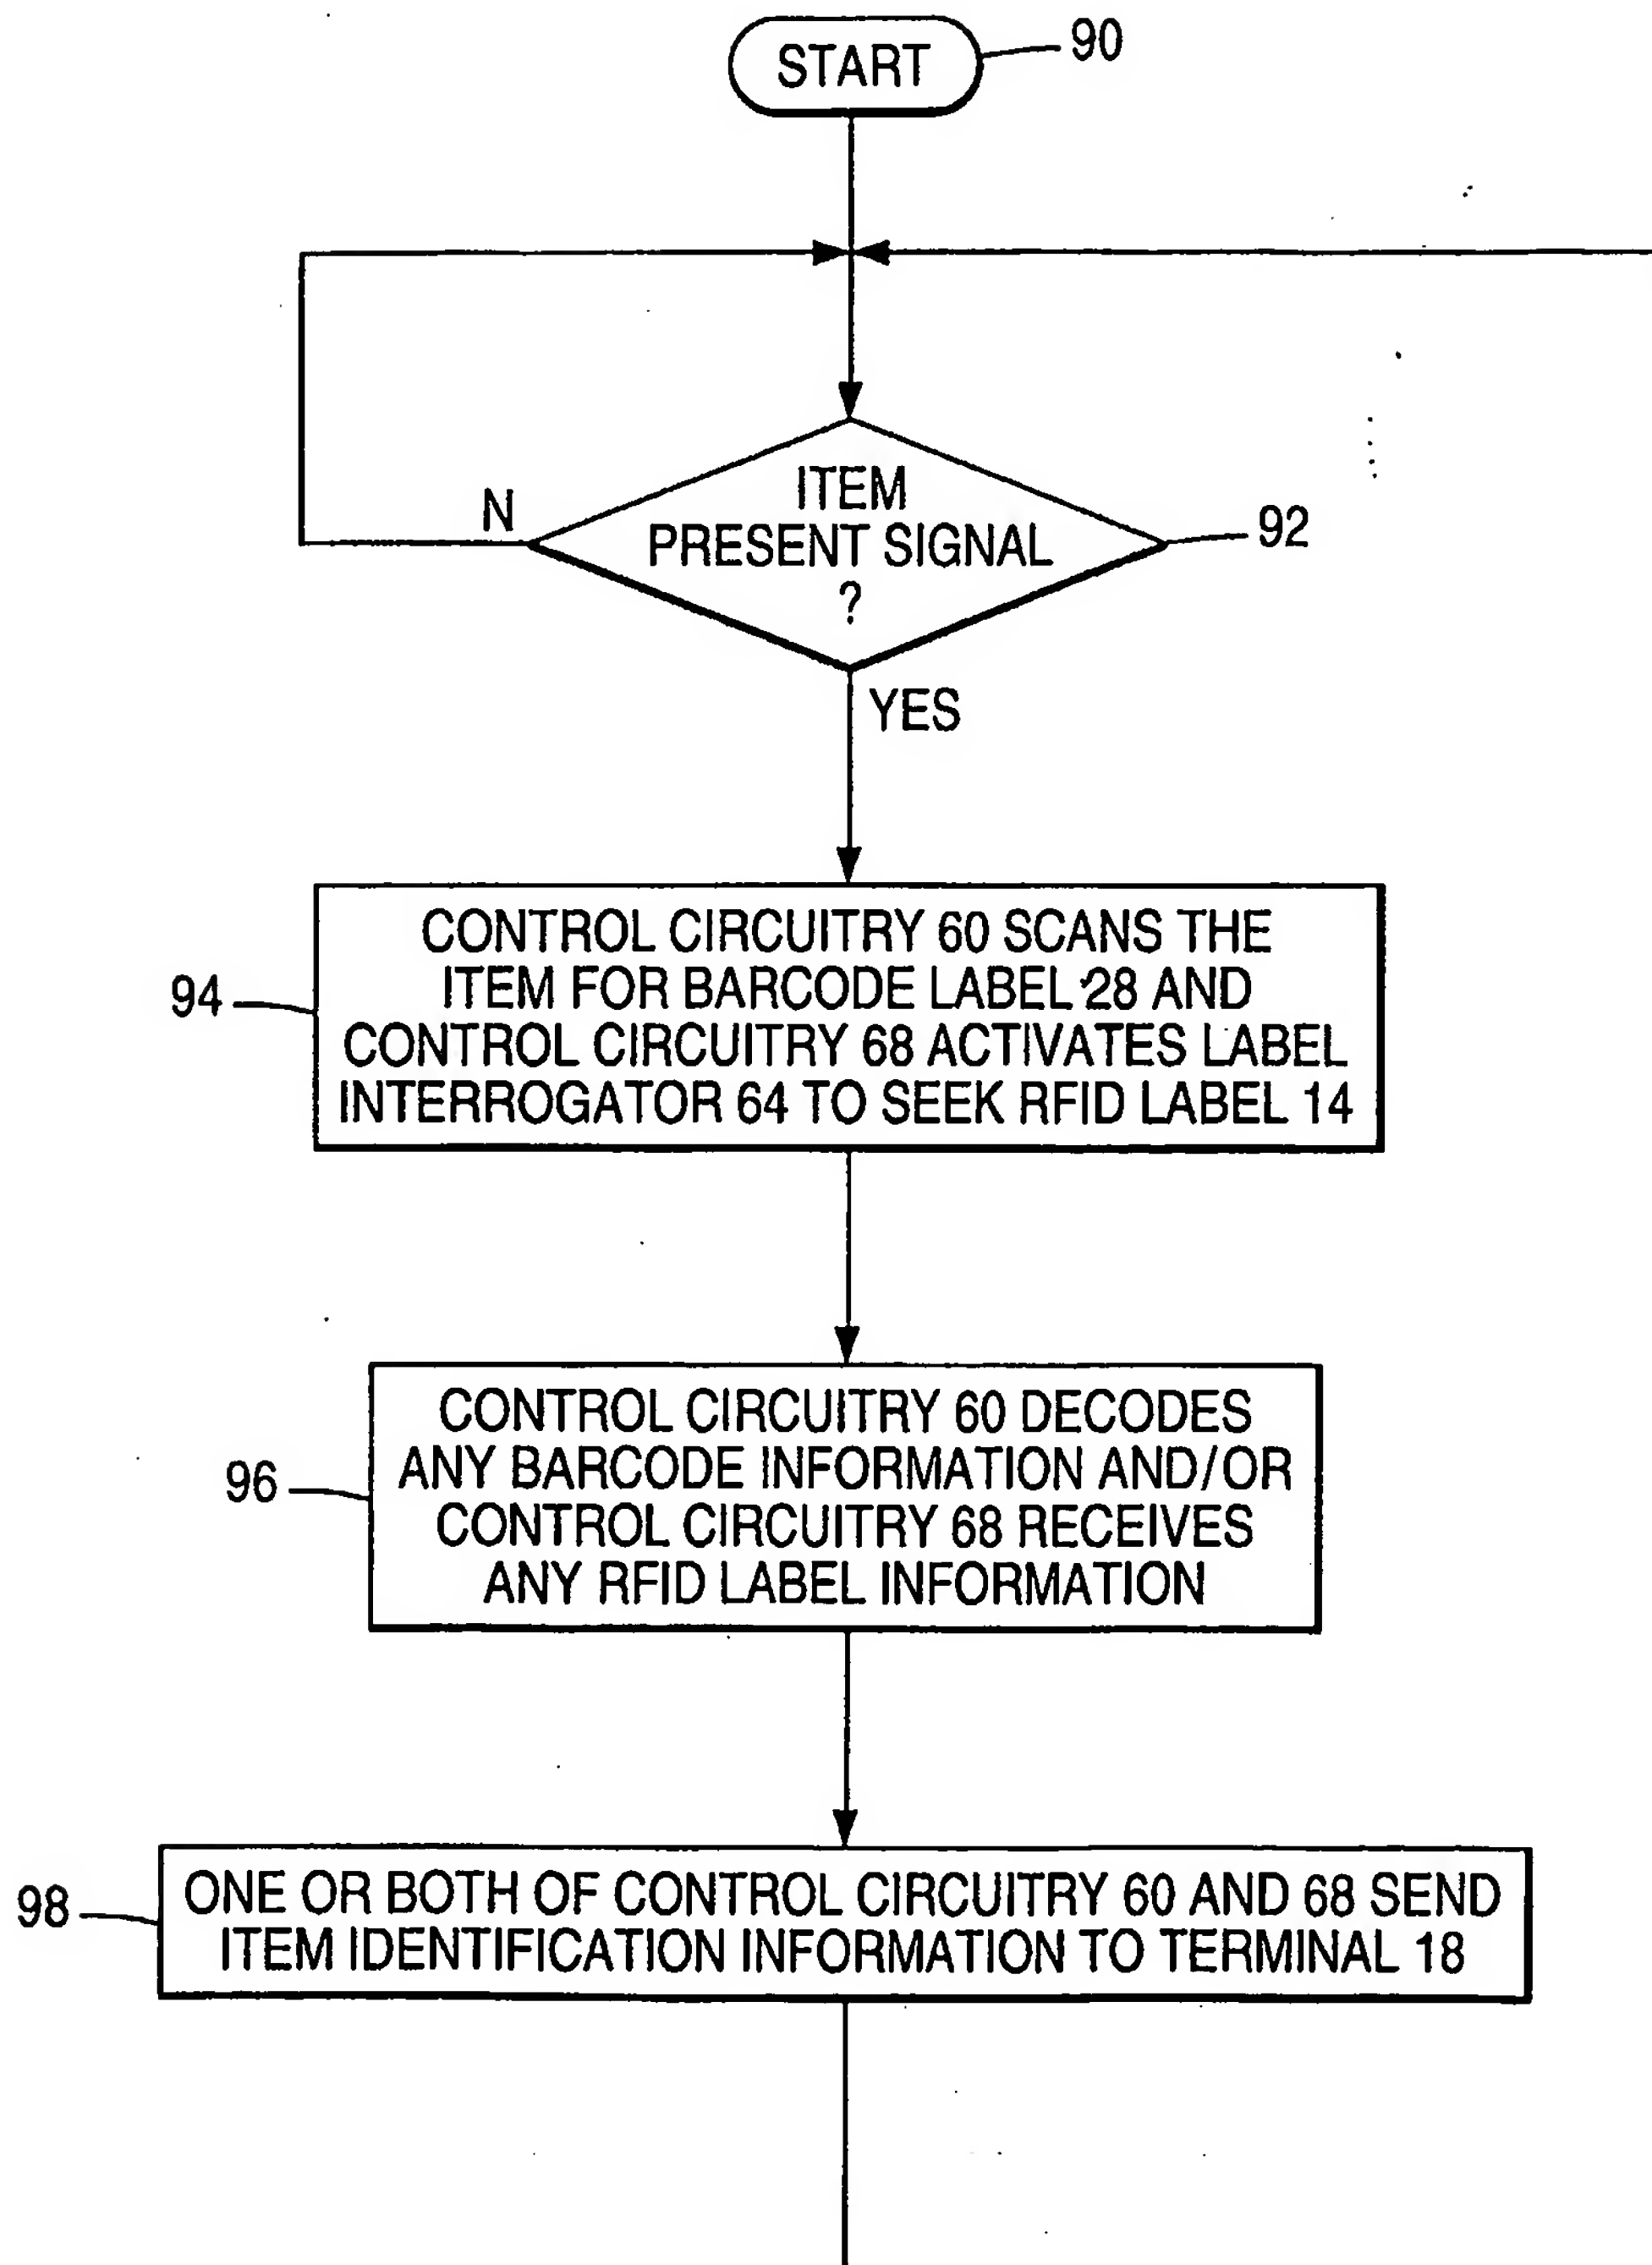 START
90
N
ITEM
PRESENT SIGNAL
?
92
YES
94
CONTROL CIRCUITRY 60 SCANS THE
ITEM FOR BARCODE LABEL 28 AND
CONTROL CIRCUITRY 68 ACTIVATES LABEL
INTERROGATOR 64 TO SEEK RFID LABEL 14
96
CONTROL CIRCUITRY 60 DECODES
ANY BARCODE INFORMATION AND/OR
CONTROL CIRCUITRY 68 RECEIVES
ANY RFID LABEL INFORMATION
98
ONE OR BOTH OF CONTROL CIRCUITRY 60 AND 68 SEND
ITEM IDENTIFICATION INFORMATION TO TERMINAL 18